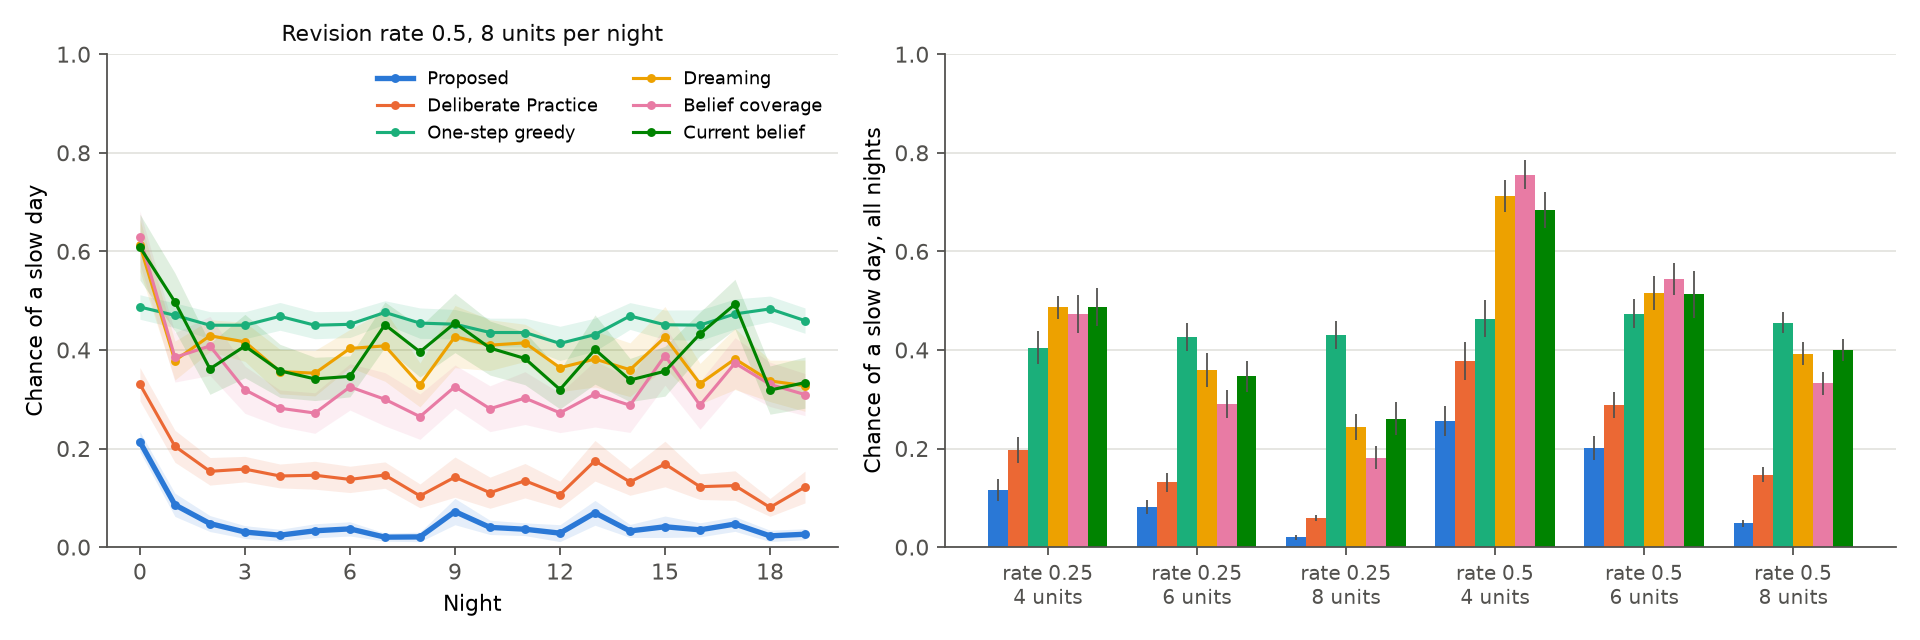 Revision rate 0.5, 8 units per night
Chance of a slow day
1.0
0.8
0.6
0.4
0.2
0.0
Proposed
Deliberate Practice
One-step greedy
Dreaming
Belief coverage
Current belief
0
3
6
9
12
15
18
Night
Chance of a slow day, all nights
1.0
0.8
0.6
0.4
0.2
0.0
rate 0.25
4 units
rate 0.25
6 units
rate 0.25
8 units
rate 0.5
4 units
rate 0.5
6 units
rate 0.5
8 units